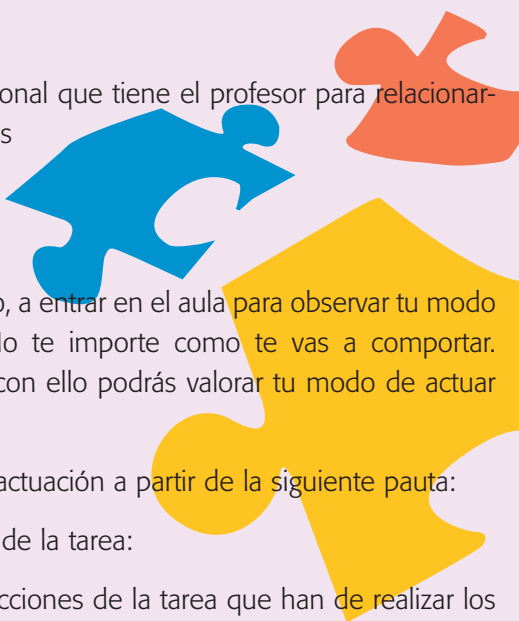 onal que tiene el profesor para relacionar-
s
o, a entrar en el aula para observar tu modo
lo te importe como te vas a comportar.
con ello podrás valorar tu modo de actuar
actuación a partir de la siguiente pauta:
de la tarea:
cciones de la tarea que han de realizar los